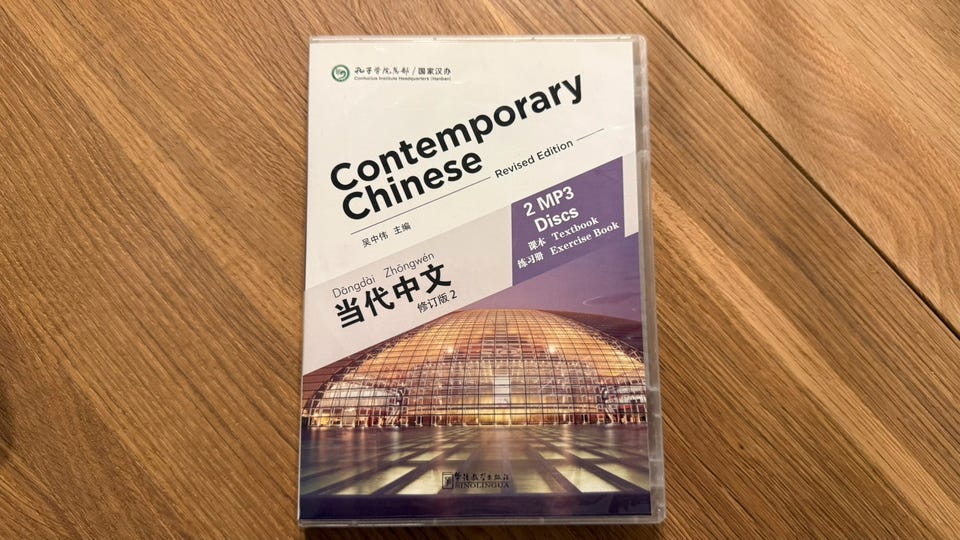 孔子学院总部 / 国家汉办
Confucius Institute Headquarters (Hanban)
Contemporary
Chinese
Revised Edition
吴中伟 主编
2 MP3
Discs
课本 Textbook
练习册 Exercise Book
Dāngdài Zhōngwén
当代中文
修订版 2
华语教学出版社
SINOLINGUA